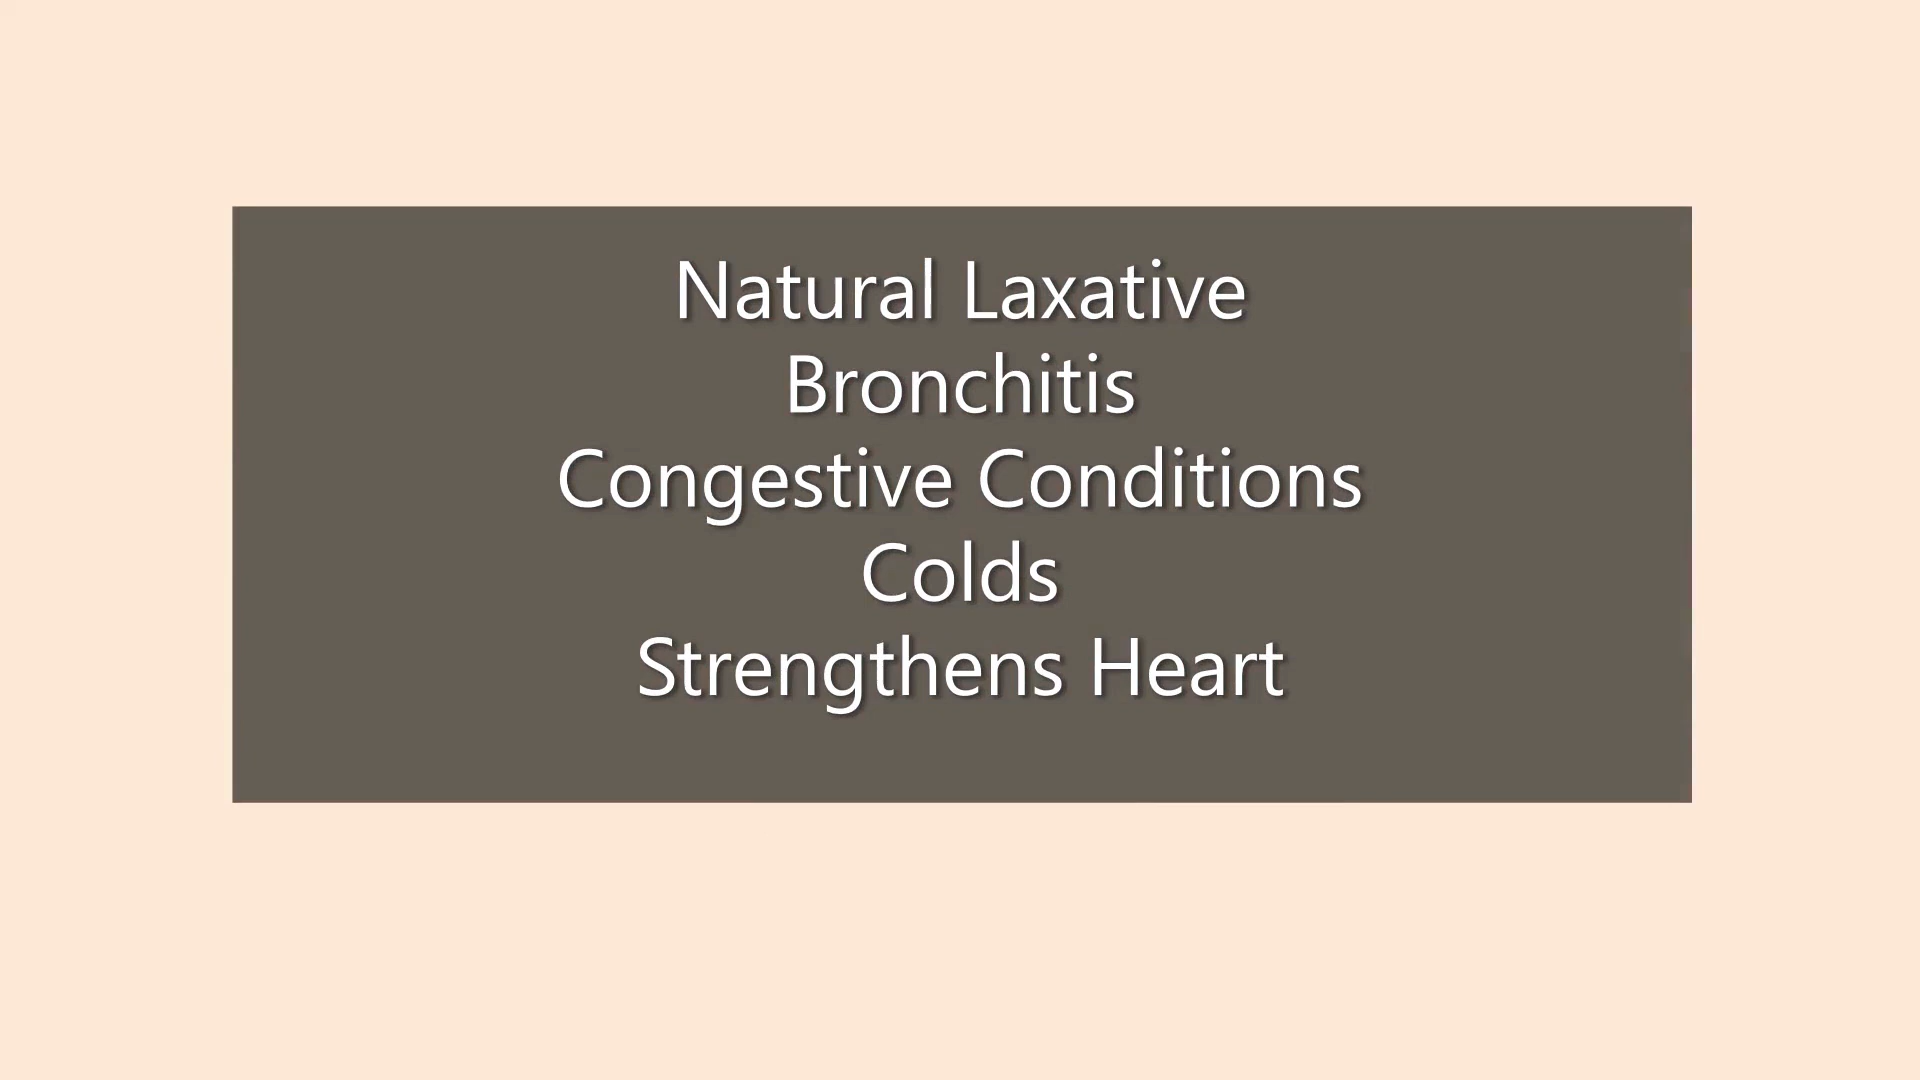 Natural Laxative
Bronchitis
Congestive Conditions
Colds
Strengthens Heart